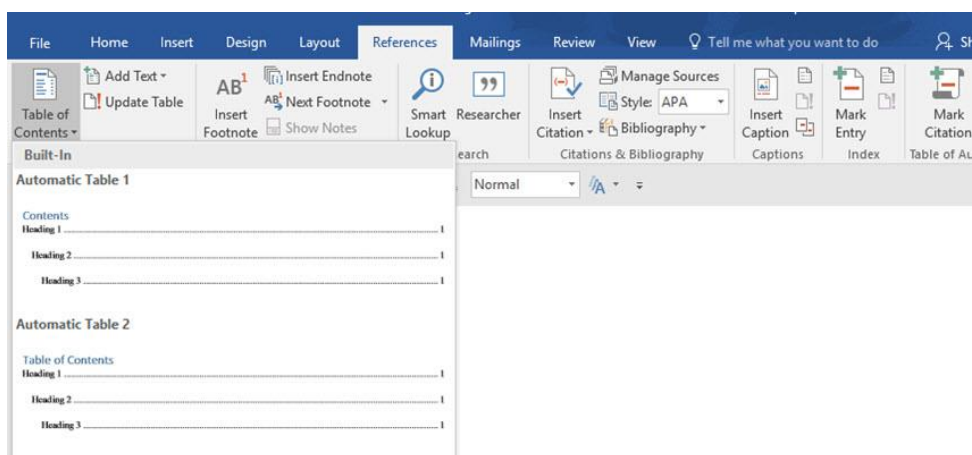 File Home Insert Design Layout References Mailings Review View Tell me what you want to do
Table of Contents
Add Text
Update Table
AB1 Insert Footnote
Insert Endnote
AB1 Next Footnote
Show Notes
Smart Lookup
Researcher
Insert Citation
Manage Sources
Style: APA
Bibliography
Insert Caption
Mark Entry
Mark Citation
earch
Citations & Bibliography
Captions
Index
Table of Au
Normal
Built-In
Automatic Table 1
Contents
Heading 1 1
Heading 2 1
Heading 3 1
Automatic Table 2
Table of Contents
Heading 1 1
Heading 2 1
Heading 3 1